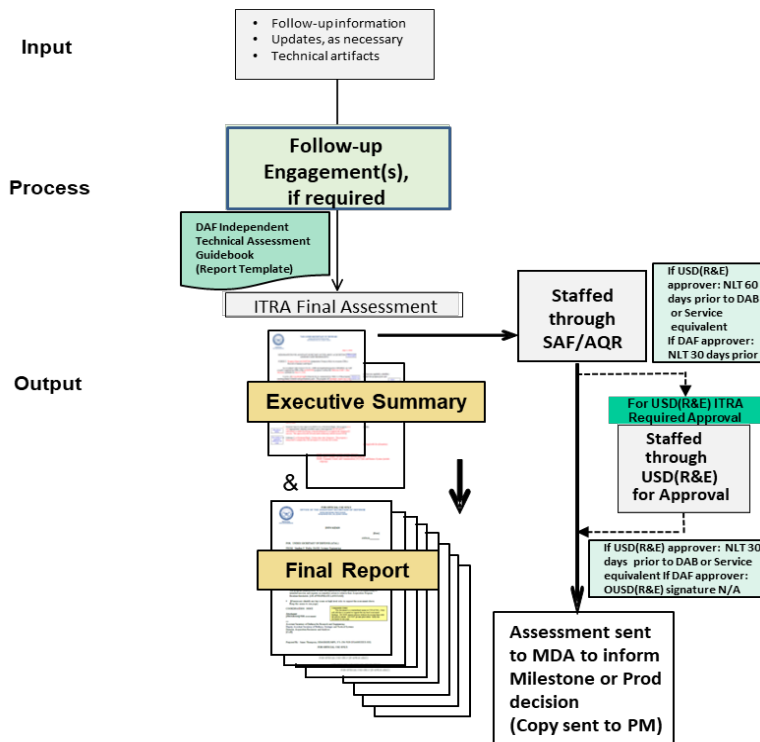 Input
• Follow-up information
• Updates, as necessary
• Technical artifacts
Process
Follow-up
Engagement(s),
if required
DAF Independent
Technical Assessment
Guidebook
(Report Template)
ITRA Final Assessment
Staffed
through
SAF/AQR
If USD(R&E)
approver: NLT 60
days prior to DAB
or Service
equivalent
If DAF approver:
NLT 30 days prior
Output
Executive Summary
&
Final Report
For USD(R&E) ITRA
Required Approval
Staffed
through
USD(R&E)
for Approval
If USD(R&E) approver: NLT 30
days prior to DAB or Service
equivalent If DAF approver:
OUSD(R&E) signature N/A
Assessment sent
to MDA to inform
Milestone or Prod
decision
(Copy sent to PM)